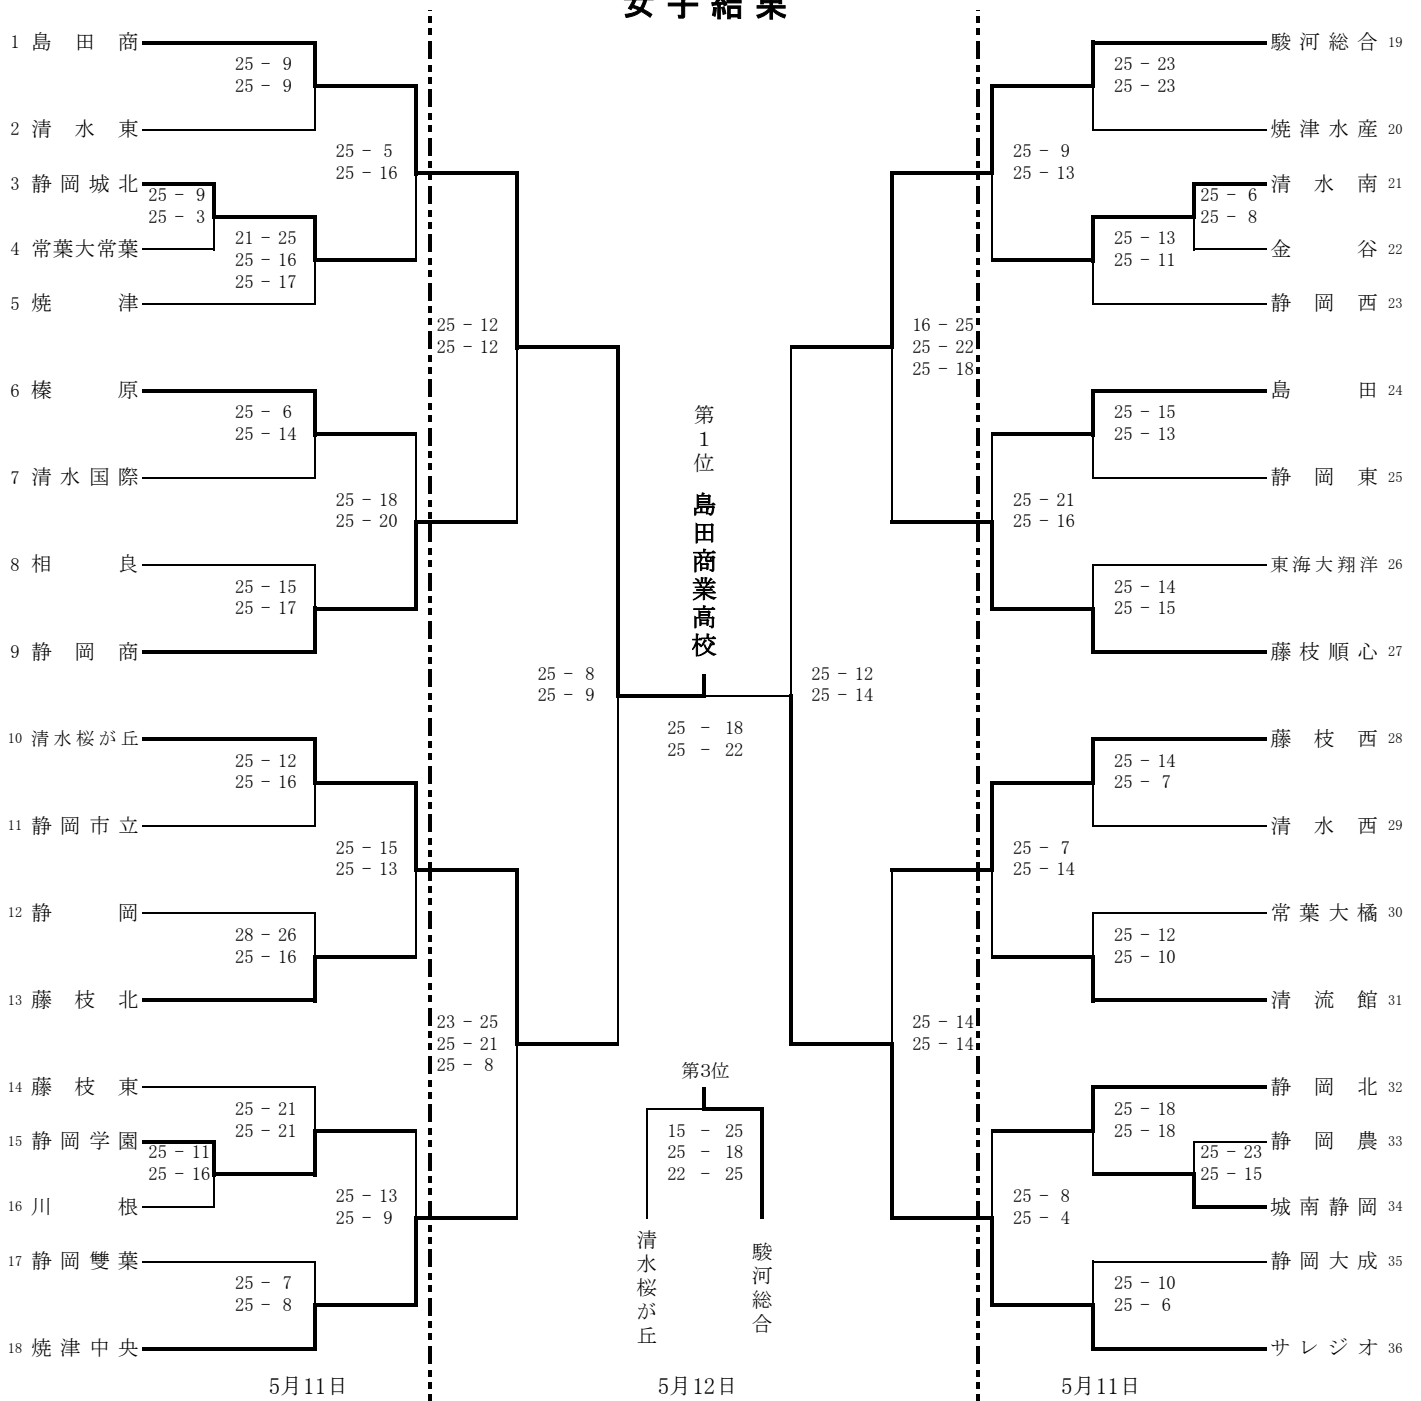 女子結果
1 島田商
25 - 9
25 - 9
2 清水東
25 - 5
25 - 16
3 静岡城北
25 - 9
25 - 3
4 常葉大常葉
21 - 25
25 - 16
25 - 17
5 焼津
25 - 12
25 - 12
6 榛原
25 - 6
25 - 14
7 清水国際
25 - 18
25 - 20
8 相良
25 - 15
25 - 17
9 静岡商
25 - 8
25 - 9
10 清水桜が丘
25 - 12
25 - 16
11 静岡市立
25 - 15
25 - 13
12 静岡
28 - 26
25 - 16
13 藤枝北
23 - 25
25 - 21
25 - 8
14 藤枝東
25 - 21
25 - 21
15 静岡学園
25 - 11
25 - 16
16 川根
25 - 13
25 - 9
17 静岡雙葉
25 - 7
25 - 8
18 焼津中央
5月11日
第1位 島田商業高校
25 - 18
25 - 22
第3位
15 - 25
25 - 18
22 - 25
清水桜が丘
駿河総合
5月12日
駿河総合 19
25 - 23
25 - 23
焼津水産 20
25 - 9
25 - 13
清水南 21
25 - 6
25 - 8
金谷 22
25 - 13
25 - 11
静岡西 23
16 - 25
25 - 22
25 - 18
島田 24
25 - 15
25 - 13
静岡東 25
25 - 21
25 - 16
東海大翔洋 26
25 - 14
25 - 15
藤枝順心 27
25 - 12
25 - 14
藤枝西 28
25 - 14
25 - 7
清水西 29
25 - 7
25 - 14
常葉大橘 30
25 - 12
25 - 10
清流館 31
25 - 14
25 - 14
静岡北 32
25 - 18
25 - 18
静岡農 33
25 - 23
25 - 15
城南静岡 34
25 - 8
25 - 4
静岡大成 35
25 - 10
25 - 6
サレジオ 36
5月11日